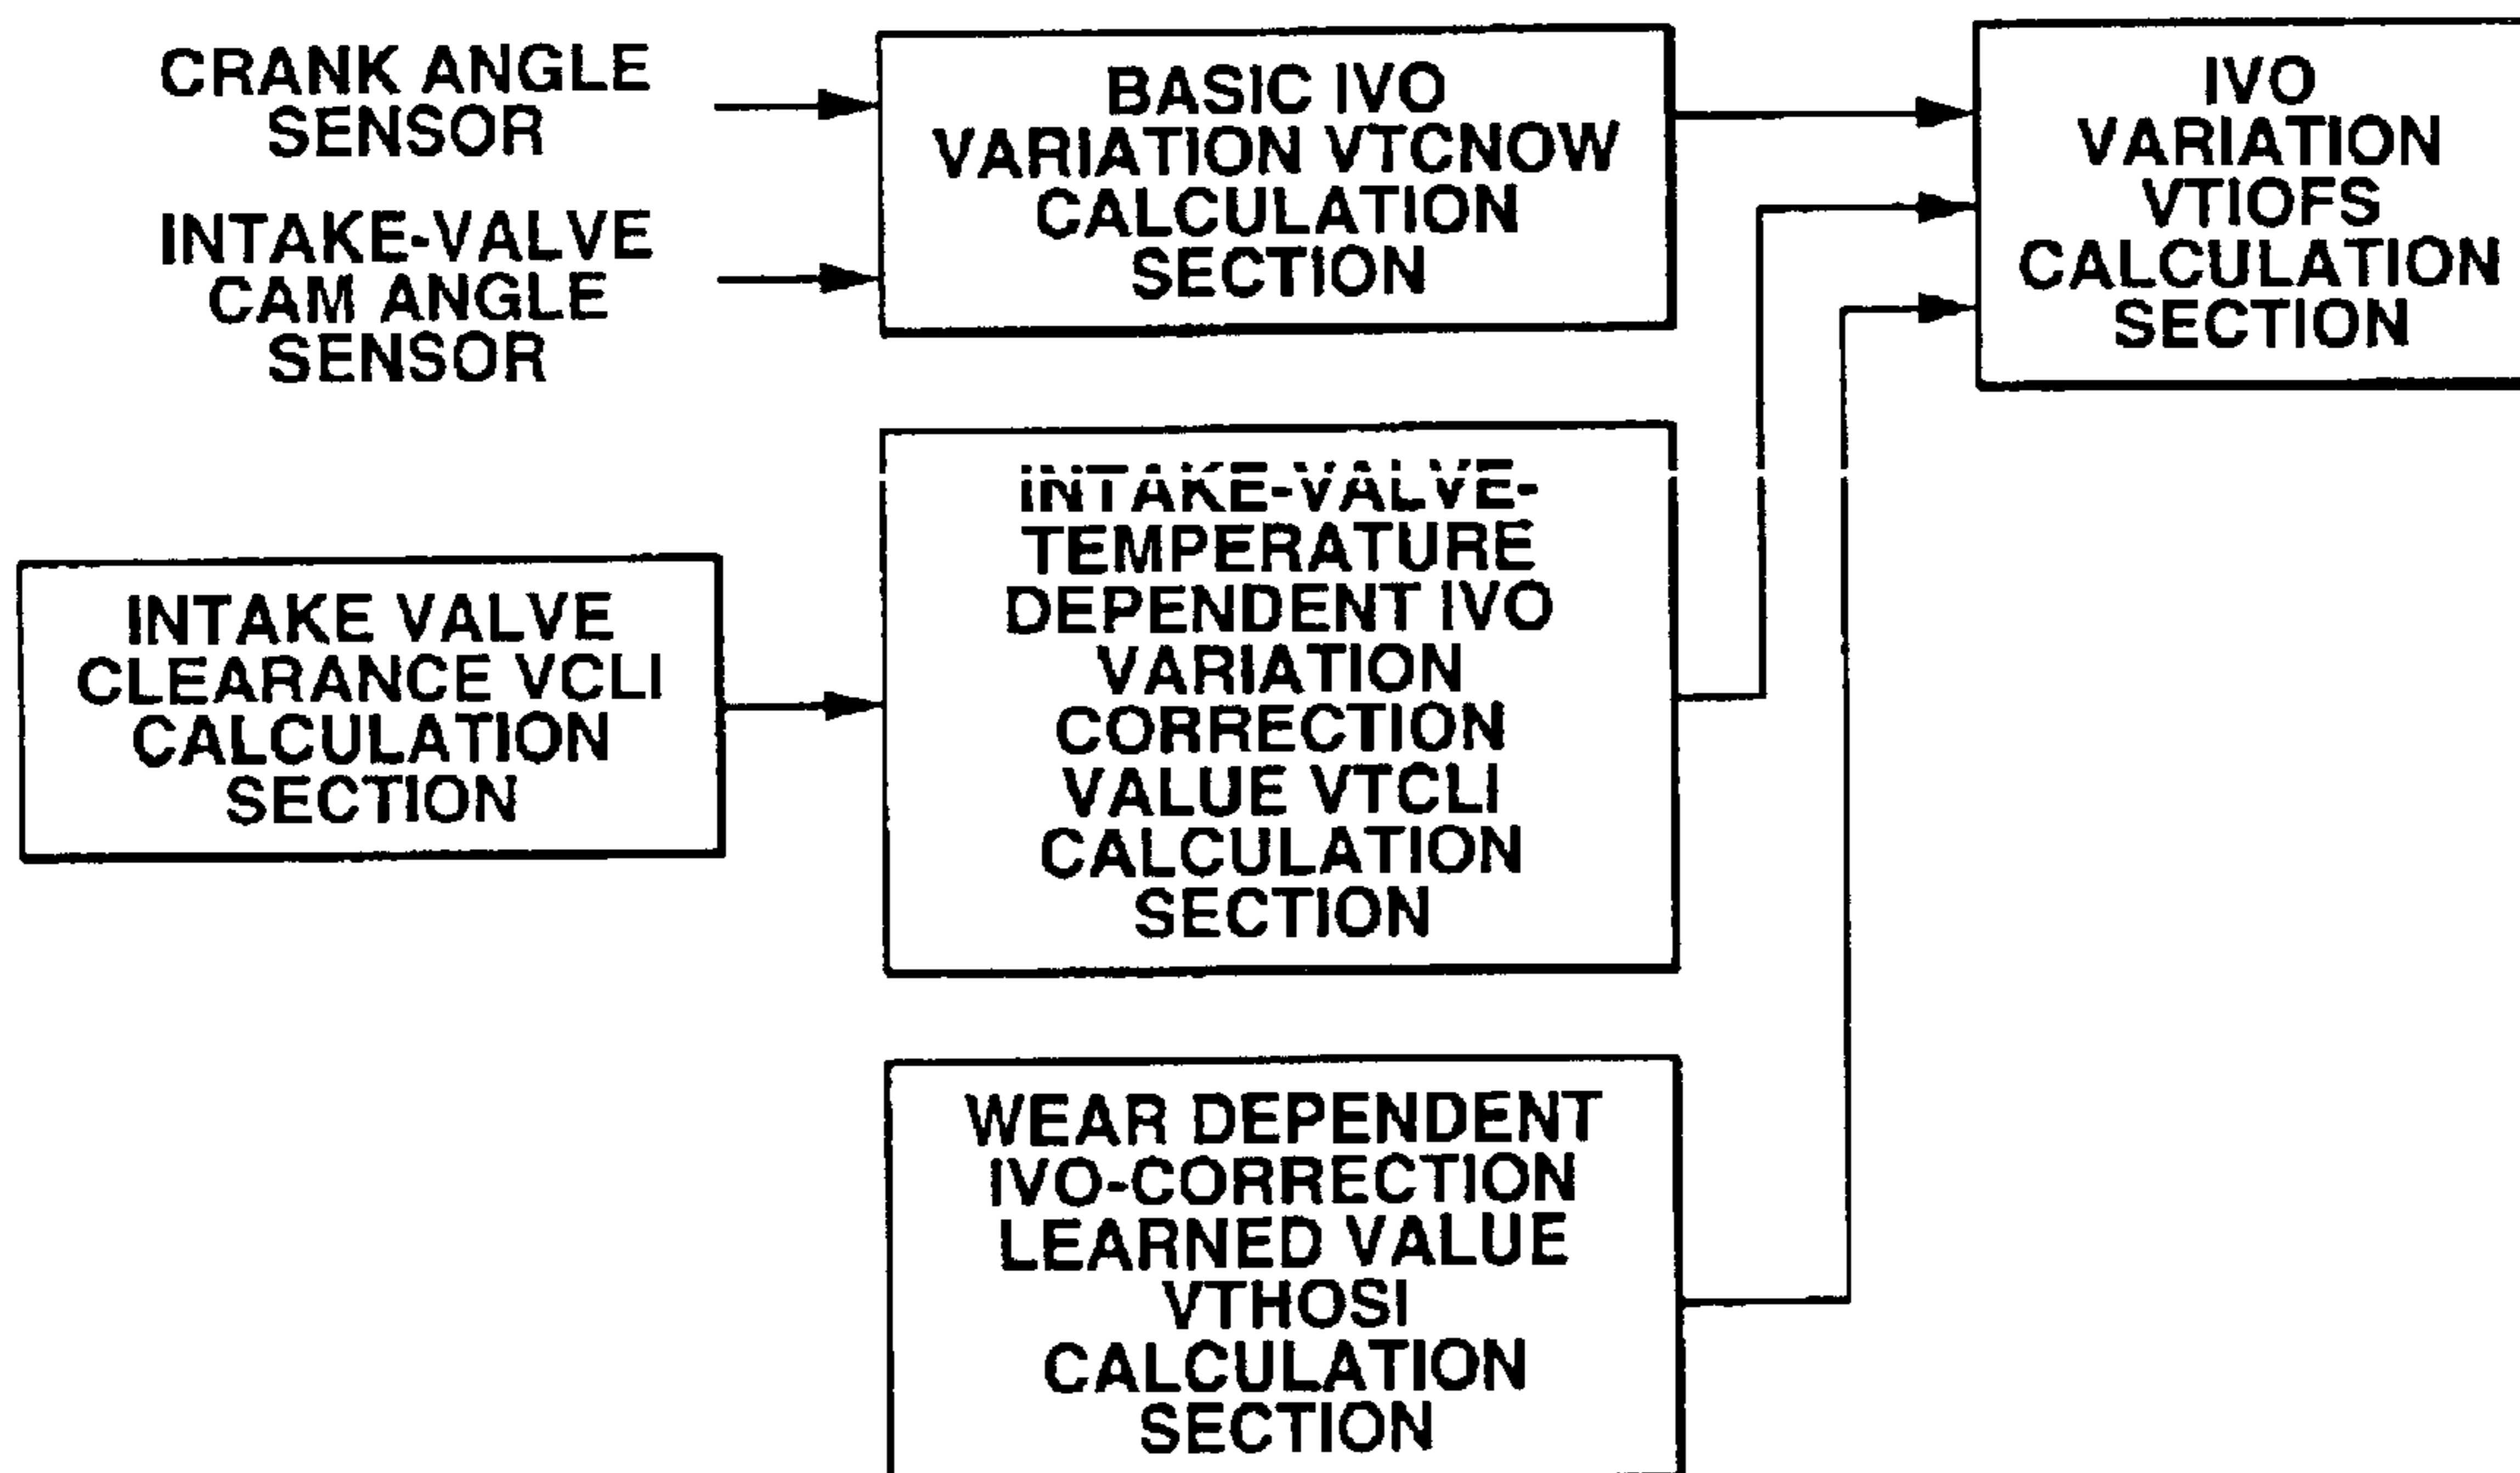 CRANK ANGLE
SENSOR
INTAKE-VALVE
CAM ANGLE
SENSOR
BASIC IVO
VARIATION VTCNOW
CALCULATION
SECTION
IVO
VARIATION
VTIOFS
CALCULATION
SECTION
INTAKE VALVE
CLEARANCE VCLI
CALCULATION
SECTION
INTAKE-VALVE-
TEMPERATURE
DEPENDENT IVO
VARIATION
CORRECTION
VALUE VTCLI
CALCULATION
SECTION
WEAR DEPENDENT
IVO-CORRECTION
LEARNED VALUE
VTHOSI
CALCULATION
SECTION